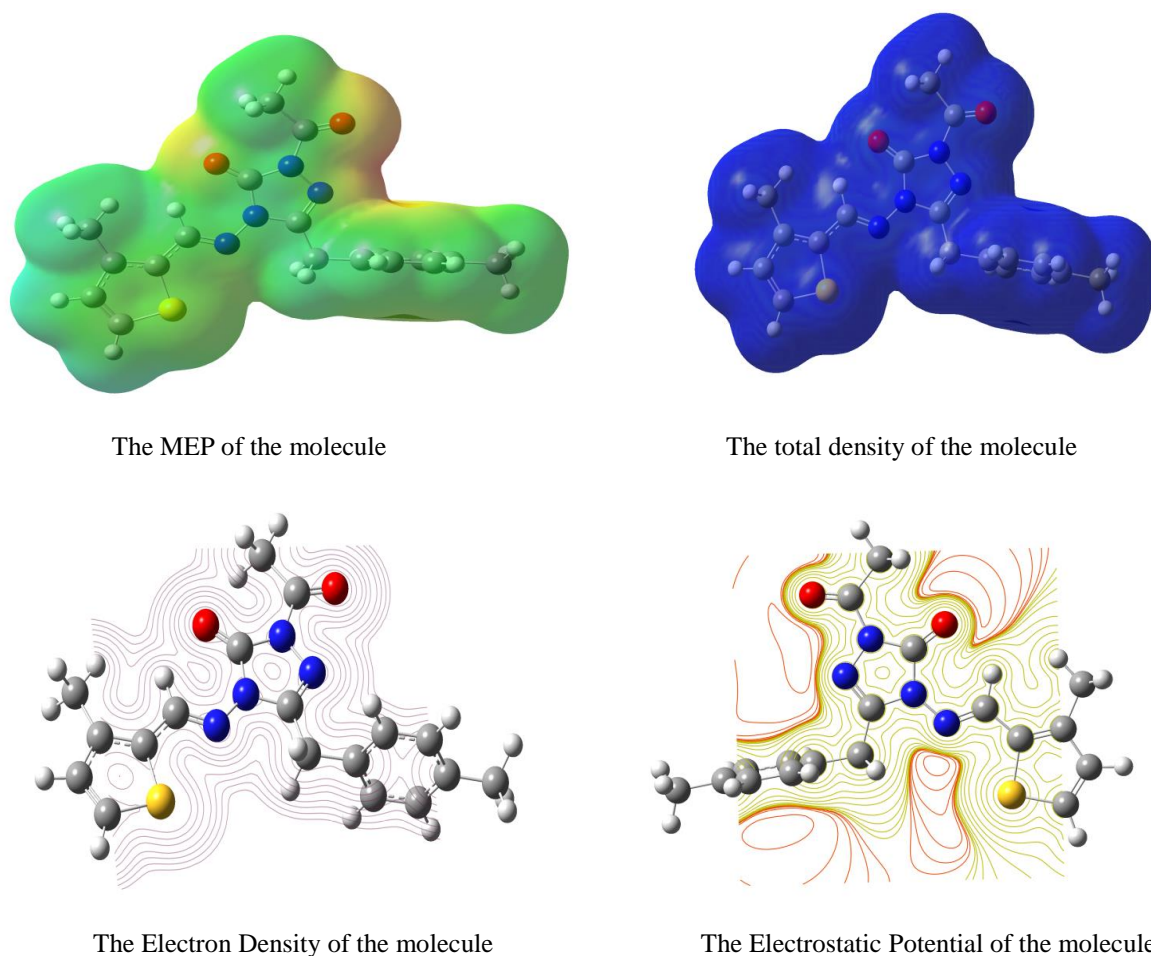 The MEP of the molecule
The total density of the molecule
The Electron Density of the molecule
The Electrostatic Potential of the molecule